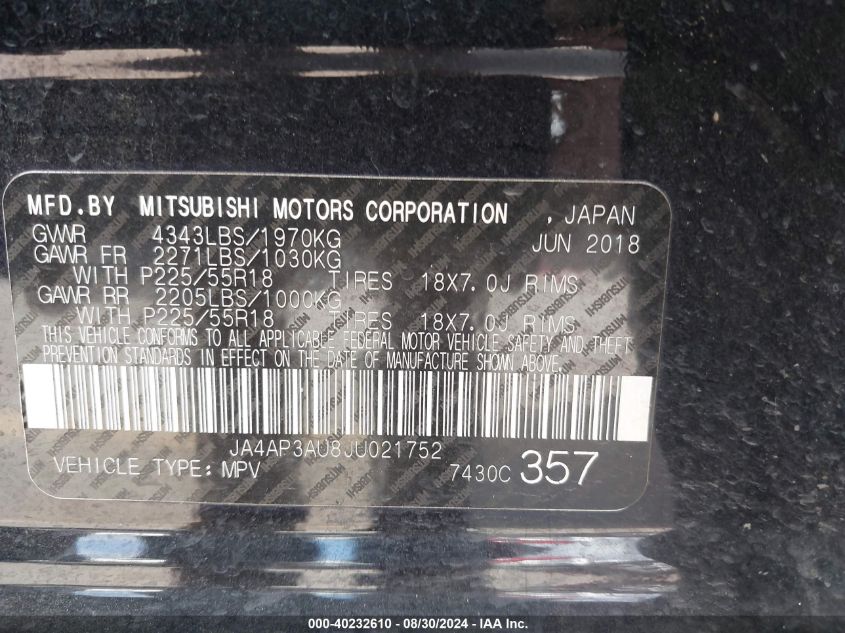 MFD.BY MITSUBISHI MOTORS CORPORATION , JAPAN
GVWR 4343LBS/1970KG JUN 2018
GAWR FR 2271LBS/1030KG
WITH P225/55R18 TIRES 18X7.0J RIMS
GAWR RR 2205LBS/1000KG
WITH P225/55R18 TIRES 18X7.0J RIMS
THIS VEHICLE CONFORMS TO ALL APPLICABLE FEDERAL MOTOR VEHICLE SAFETY AND THEFT
PREVENTION STANDARDS IN EFFECT ON THE DATE OF MANUFACTURE SHOWN ABOVE.
JA4AP3AU8JU021752
VEHICLE TYPE: MPV 7430C 357
000-40232610 - 08/30/2024 - IAA Inc.